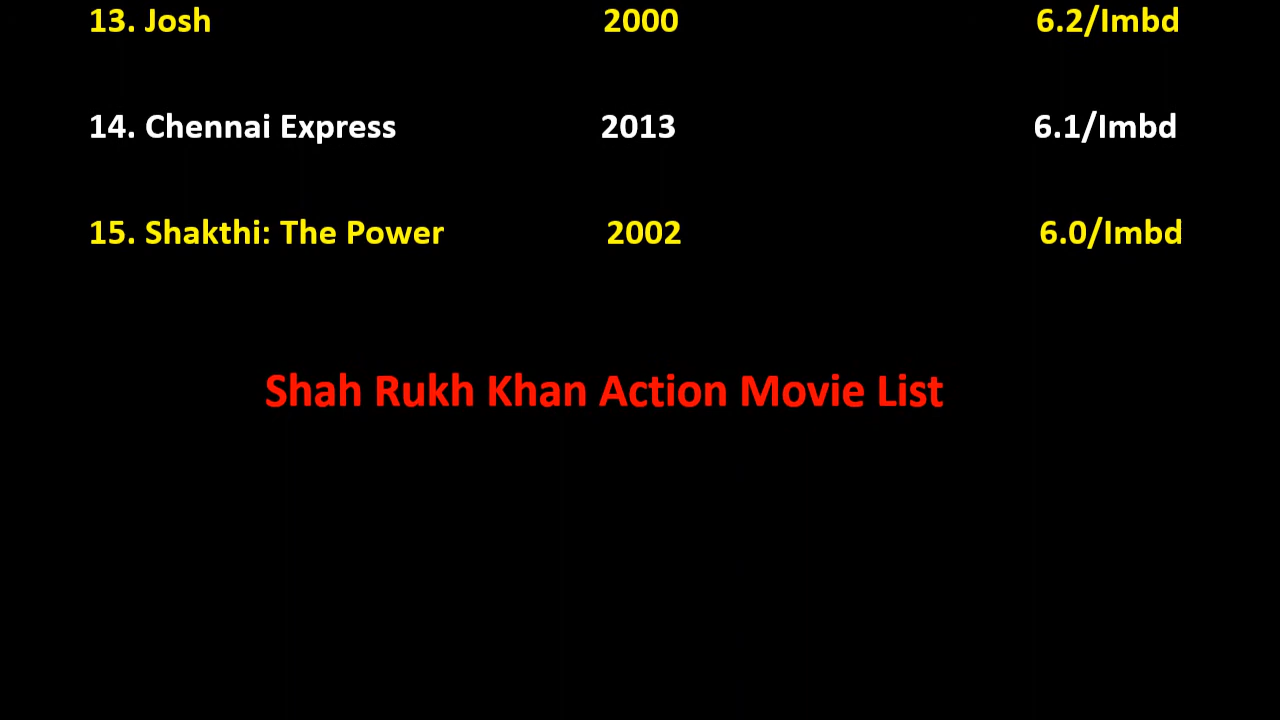 13. Josh 2000 6.2/Imbd
14. Chennai Express 2013 6.1/Imbd
15. Shakthi: The Power 2002 6.0/Imbd
Shah Rukh Khan Action Movie List